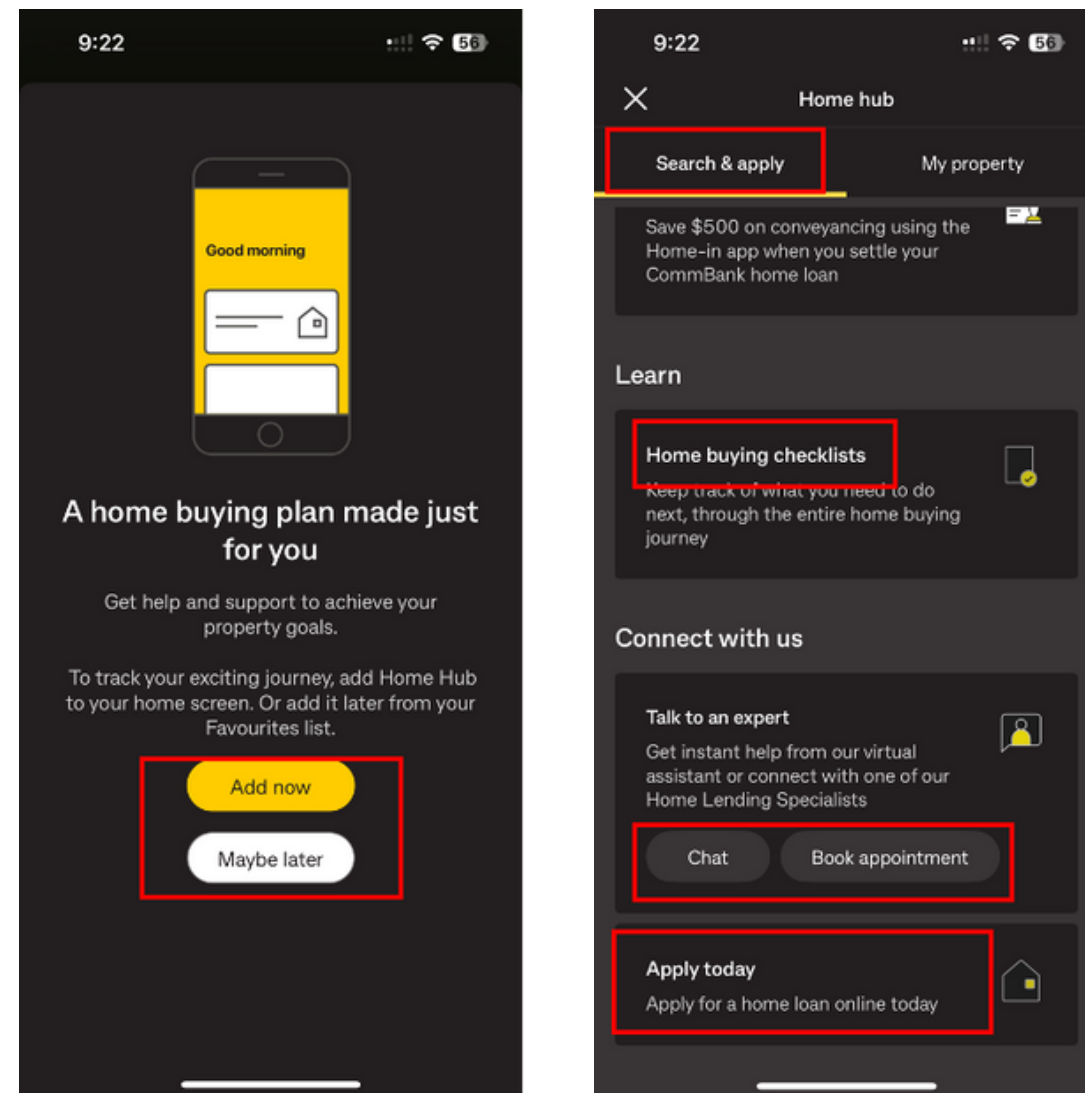 9:22
56
Good morning
A home buying plan made just
for you
Get help and support to achieve your
property goals.
To track your exciting journey, add Home Hub
to your home screen. Or add it later from your
Favourites list.
Add now
Maybe later
9:22
56
Home hub
Search & apply
My property
Save $500 on conveyancing using the
Home-in app when you settle your
CommBank home loan
Learn
Home buying checklists
Keep track of what you need to do
next, through the entire home buying
journey
Connect with us
Talk to an expert
Get instant help from our virtual
assistant or connect with one of our
Home Lending Specialists
Chat
Book appointment
Apply today
Apply for a home loan online today